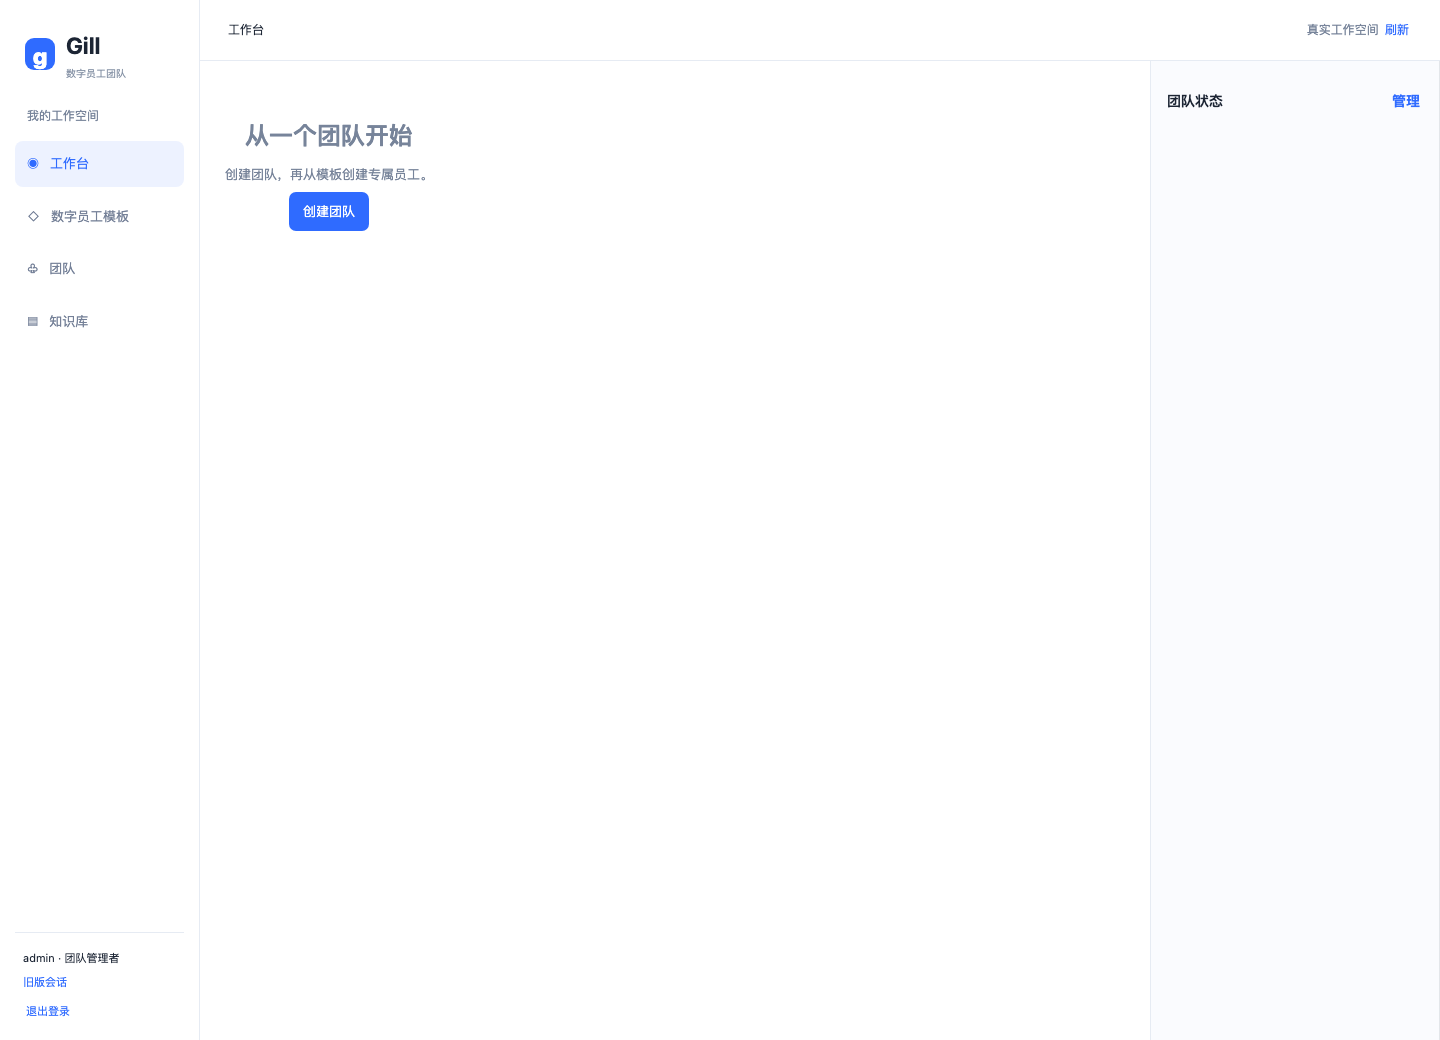 g
Gill
数字员工团队
我的工作空间
工作台
数字员工模板
团队
知识库
admin · 团队管理者
旧版会话
退出登录
工作台
真实工作空间 刷新
从一个团队开始
创建团队，再从模板创建专属员工。
创建团队
团队状态
管理